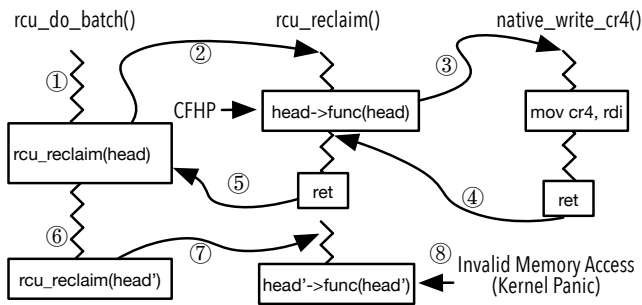 rcu_do_batch()
rcu_reclaim()
native_write_cr4()
①
②
③
CFHP
head->func(head)
mov cr4, rdi
rcu_reclaim(head)
⑤
ret
④
ret
⑥
⑦
⑧
rcu_reclaim(head')
head'->func(head')
Invalid Memory Access
(Kernel Panic)